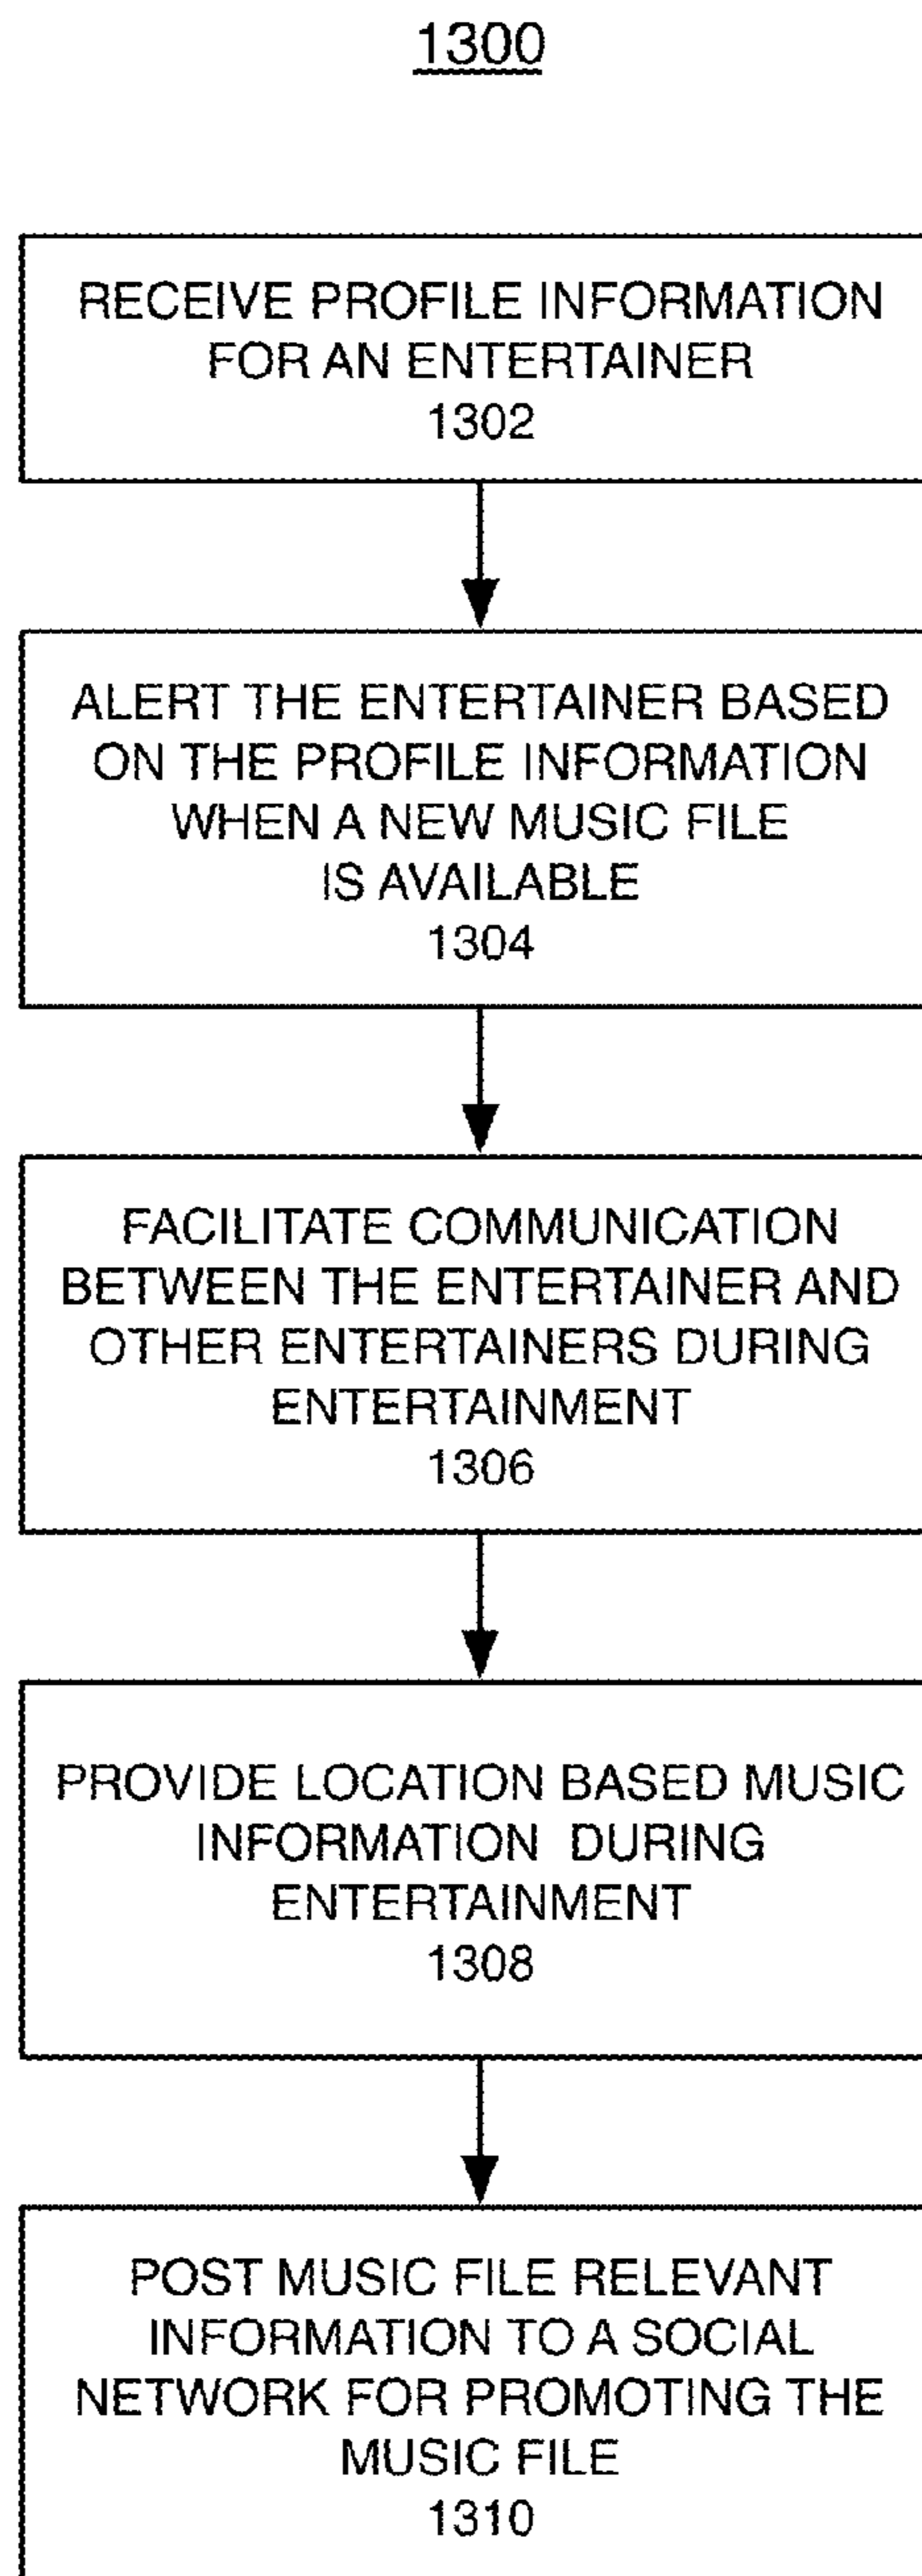 1300
RECEIVE PROFILE INFORMATION
FOR AN ENTERTAINER
1302
ALERT THE ENTERTAINER BASED
ON THE PROFILE INFORMATION
WHEN A NEW MUSIC FILE
IS AVAILABLE
1304
FACILITATE COMMUNICATION
BETWEEN THE ENTERTAINER AND
OTHER ENTERTAINERS DURING
ENTERTAINMENT
1306
PROVIDE LOCATION BASED MUSIC
INFORMATION DURING
ENTERTAINMENT
1308
POST MUSIC FILE RELEVANT
INFORMATION TO A SOCIAL
NETWORK FOR PROMOTING THE
MUSIC FILE
1310